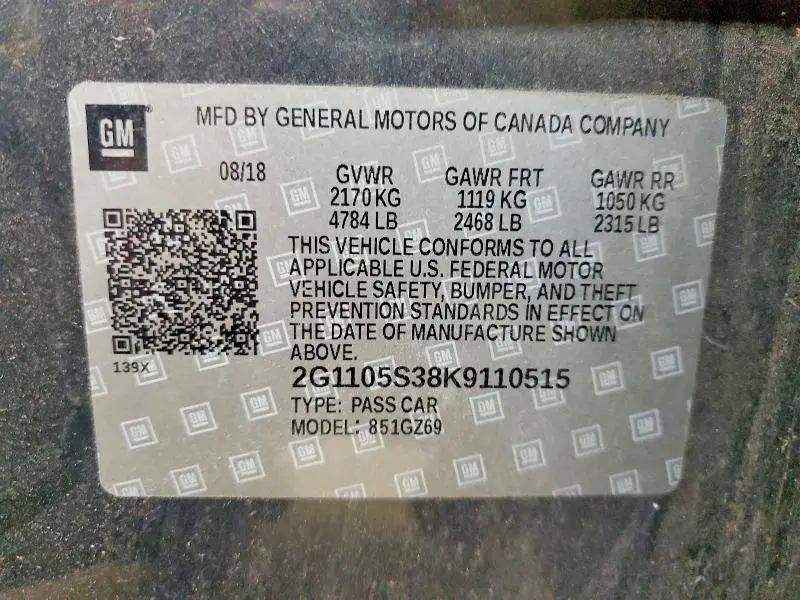 GM
MFD BY GENERAL MOTORS OF CANADA COMPANY
08/18 GVWR GAWR FRT GAWR RR
2170 KG 1119 KG 1050 KG
4784 LB 2468 LB 2315 LB
THIS VEHICLE CONFORMS TO ALL
APPLICABLE U.S. FEDERAL MOTOR
VEHICLE SAFETY, BUMPER, AND THEFT
PREVENTION STANDARDS IN EFFECT ON
THE DATE OF MANUFACTURE SHOWN
ABOVE.
139X
2G1105S38K9110515
TYPE: PASS CAR
MODEL: 851GZ69